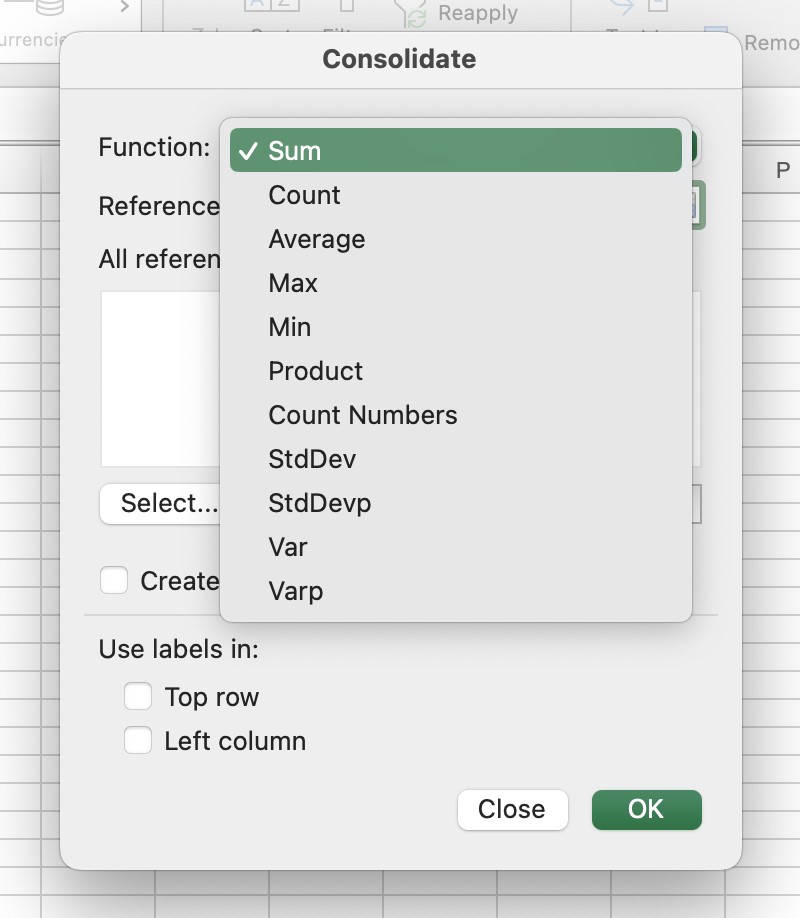 A Z
Reapply
urrencie
Remo
Consolidate
P
Function:
✓ Sum
Count
Reference
Average
All referen
Max
Min
Product
Count Numbers
StdDev
Select...
StdDevp
Var
Create
Varp
Use labels in:
Top row
Left column
Close
OK